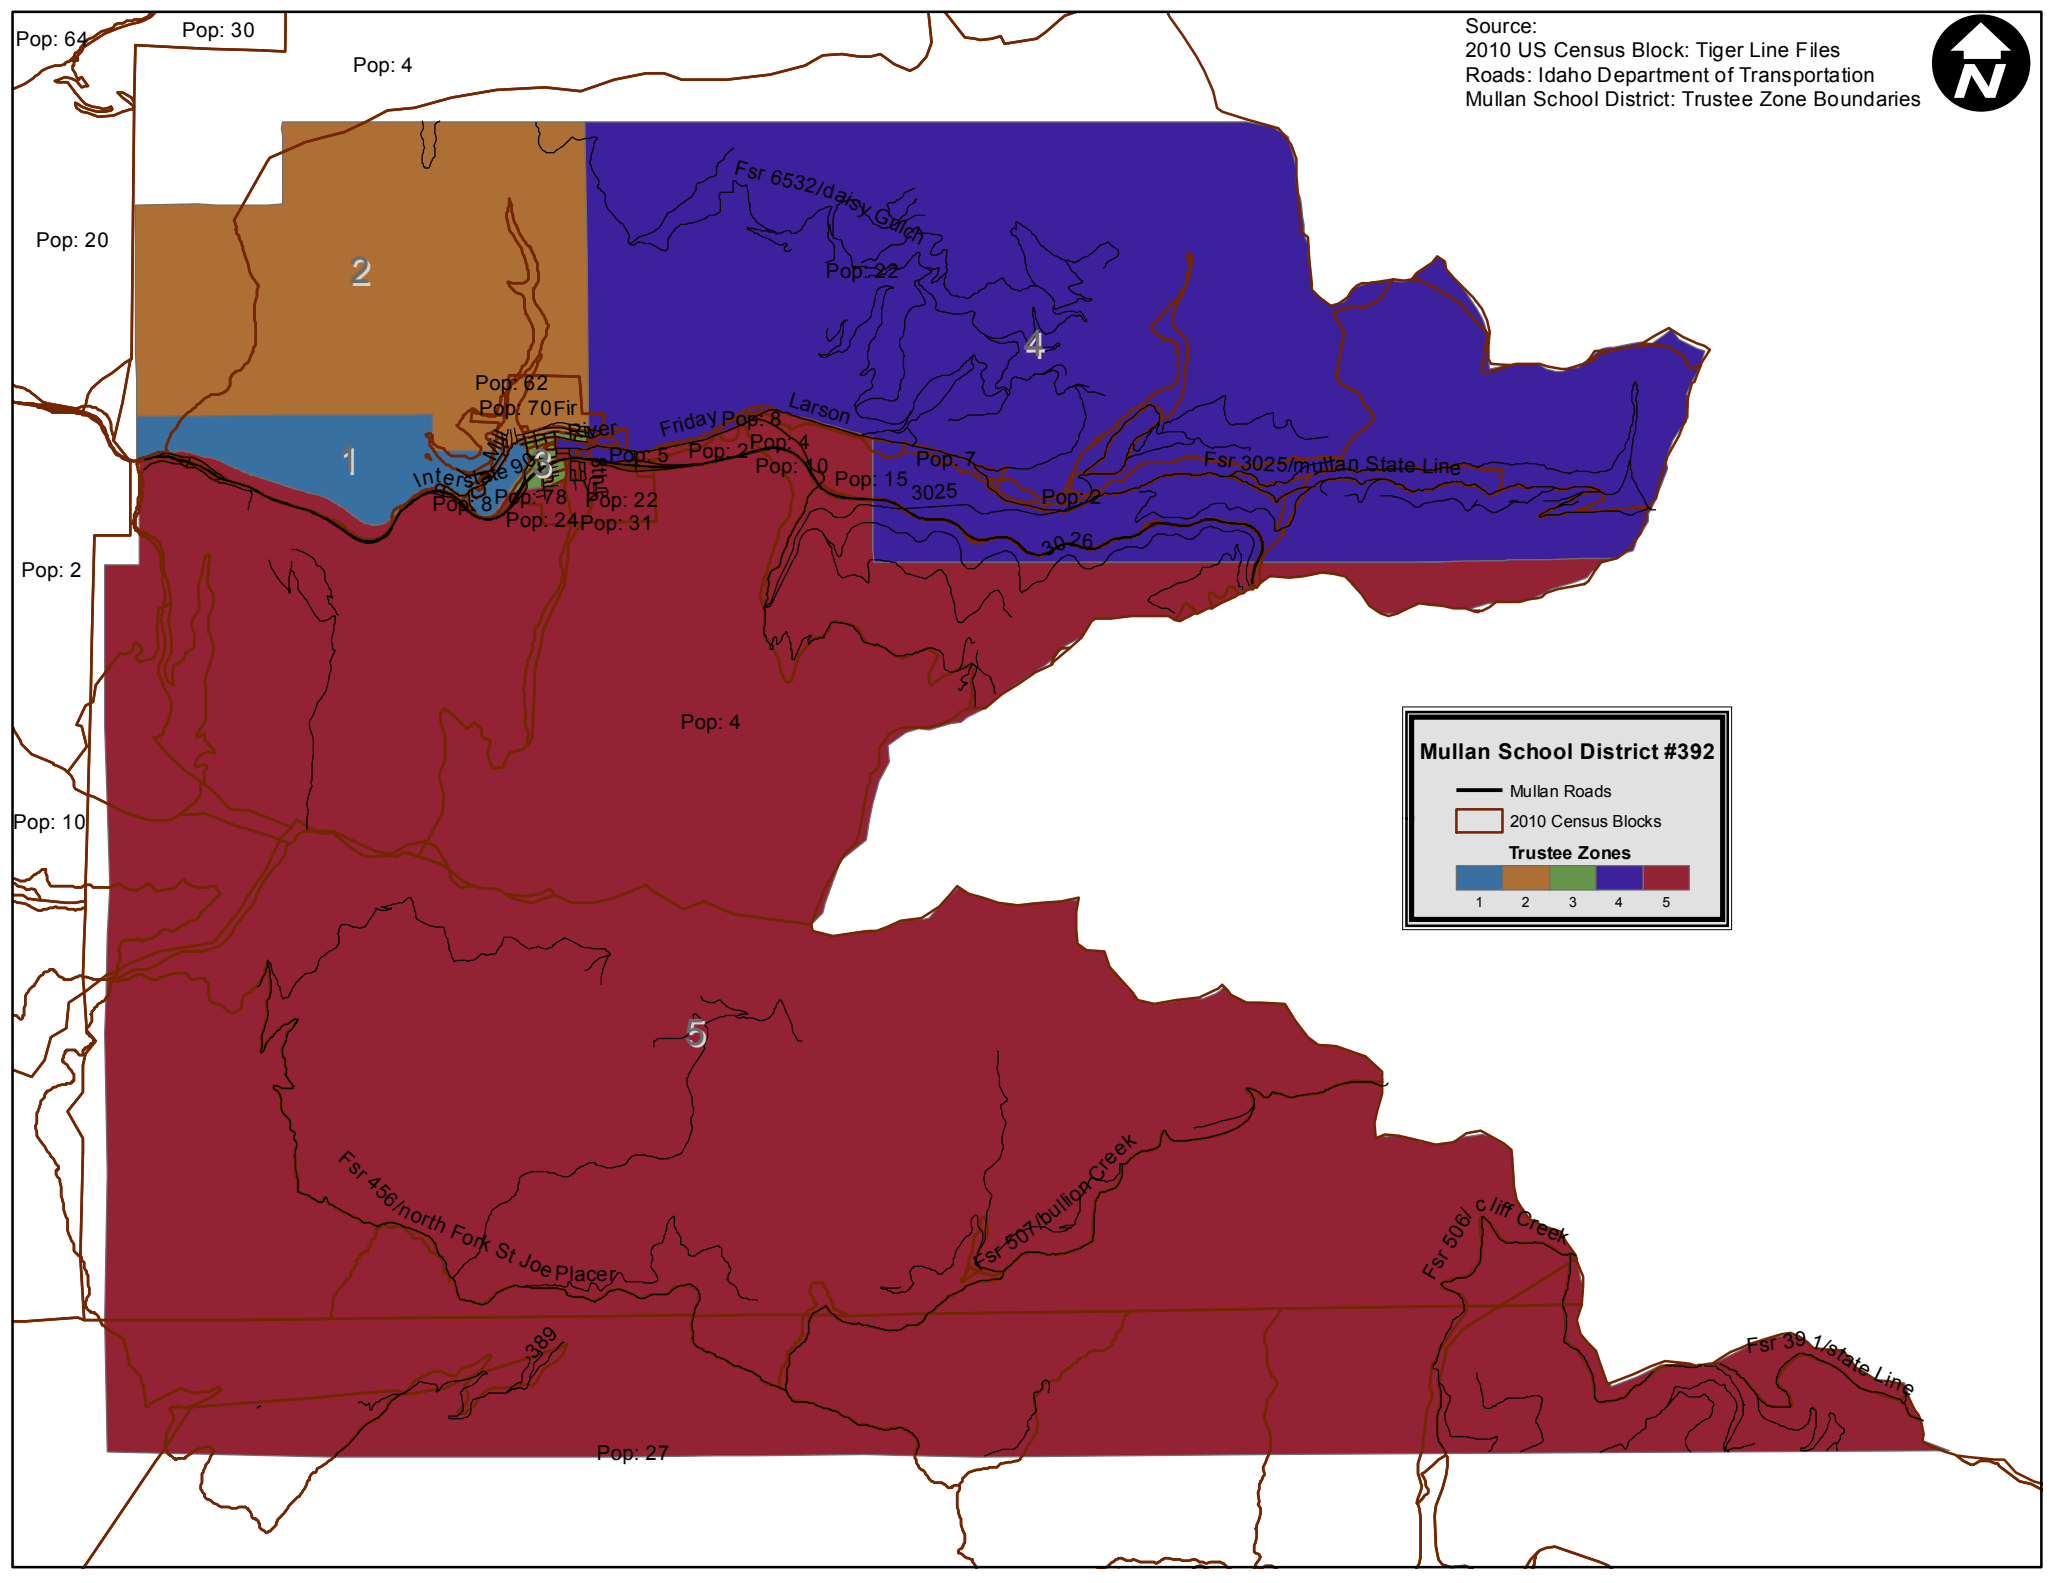 Source:
2010 US Census Block: Tiger Line Files
Roads: Idaho Department of Transportation
Mullan School District: Trustee Zone Boundaries
N
Pop: 64
Pop: 30
Pop: 4
Fsr 6532/daisy Gulch
Pop: 20
2
Pop: 22
4
Pop: 62
Pop: 70
Fir
Mill
River
Friday
Pop: 8
Larson
1
Interstate 90
3
Pop: 5
Pop: 2
Pop: 4
Pop: 10
Pop: 15
Pop: 7
Fsr 3025/mullan State Line
3025
Pop: 2
Pop: 8
Pop: 78
Pop: 22
Pop: 24
Pop: 31
30 26
Pop: 2
Pop: 4
Pop: 10
Mullan School District #392
Mullan Roads
2010 Census Blocks
Trustee Zones
1 2 3 4 5
5
Fsr 456/north Fork St Joe Placer
Fsr 507/bullion Creek
Fsr 506/ c liff Creek
389
Fsr 39 1/state Line
Pop: 27